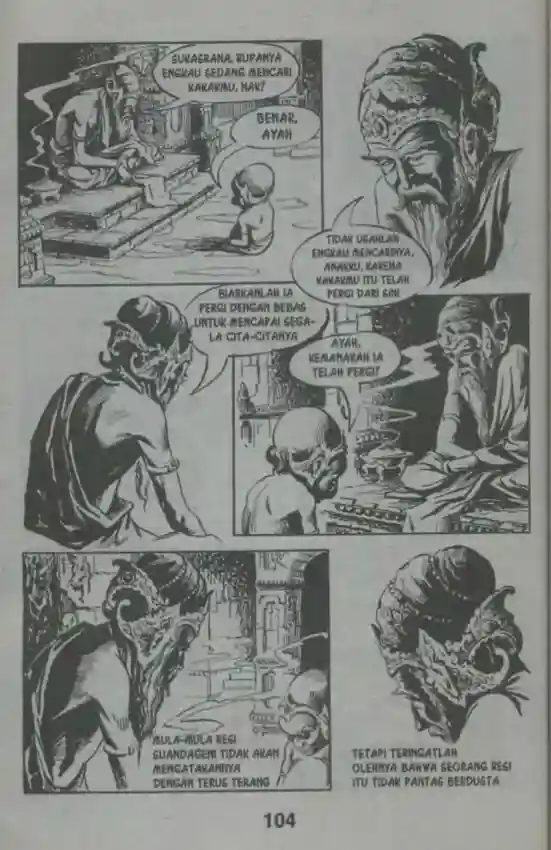 SUKASRANA, RUPANYA
ENGKAU SEDANG MENCARI
KAKAKMU, NAK?
BENAR,
AYAH
TIDAK USAHLAH
ENGKAU MENCARINYA,
ANAKKU, KARENA
KAKAKMU ITU TELAH
PERGI DARI SINI
BIARKANLAH IA
PERGI DENGAN BEBAS
UNTUK MENCAPAI SEGA-
LA CITA-CITANYA
AYAH,
KEMANAKAH IA
TELAH PERGI?
MULA-MULA RESI
SUANDAGENI TIDAK AKAN
MENGATAKANNYA
DENGAN TERUS TERANG
TETAPI TERINGATLAH
OLEHNYA BAHWA SEORANG RESI
ITU TIDAK PANTAS BERDUSTA
104